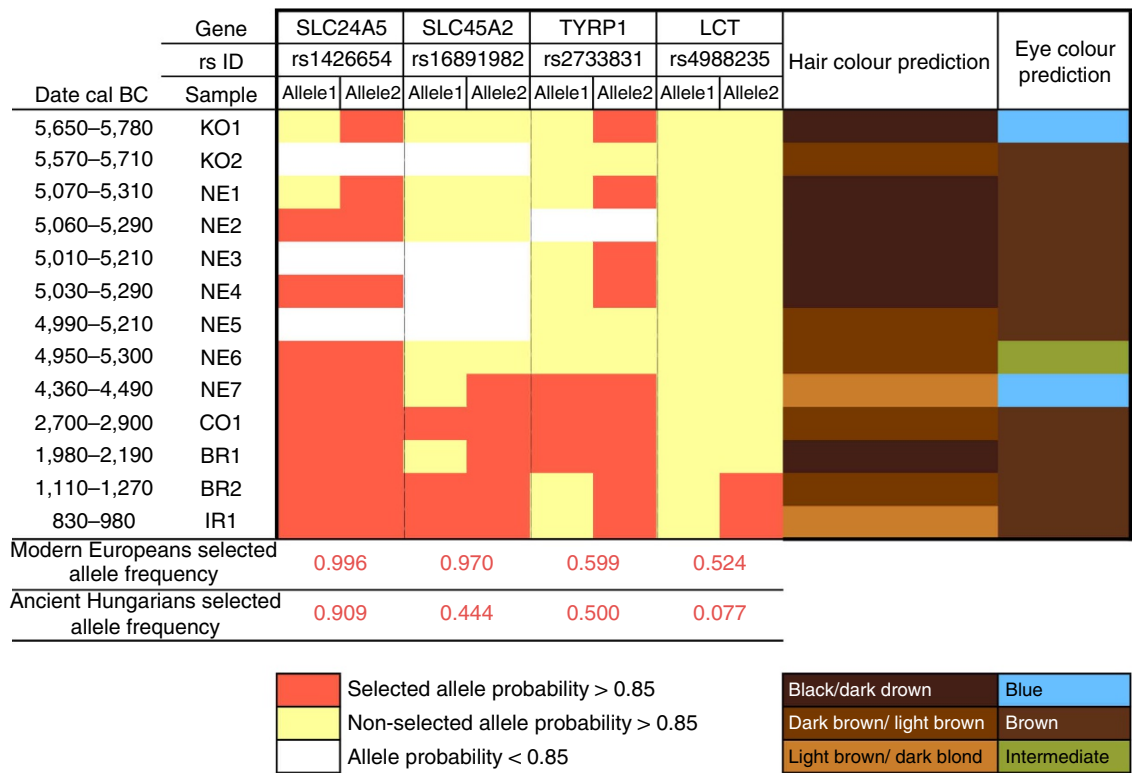 Gene SLC24A5 SLC45A2 TYRP1 LCT Hair colour prediction Eye colour prediction
rs ID rs1426654 rs16891982 rs2733831 rs4988235
Date cal BC Sample Allele1 Allele2 Allele1 Allele2 Allele1 Allele2 Allele1 Allele2
5,650–5,780 KO1
5,570–5,710 KO2
5,070–5,310 NE1
5,060–5,290 NE2
5,010–5,210 NE3
5,030–5,290 NE4
4,990–5,210 NE5
4,950–5,300 NE6
4,360–4,490 NE7
2,700–2,900 CO1
1,980–2,190 BR1
1,110–1,270 BR2
830–980 IR1
Modern Europeans selected
allele frequency 0.996 0.970 0.599 0.524
Ancient Hungarians selected
allele frequency 0.909 0.444 0.500 0.077
Selected allele probability > 0.85
Non-selected allele probability > 0.85
Allele probability < 0.85
Black/dark drown Blue
Dark brown/ light brown Brown
Light brown/ dark blond Intermediate